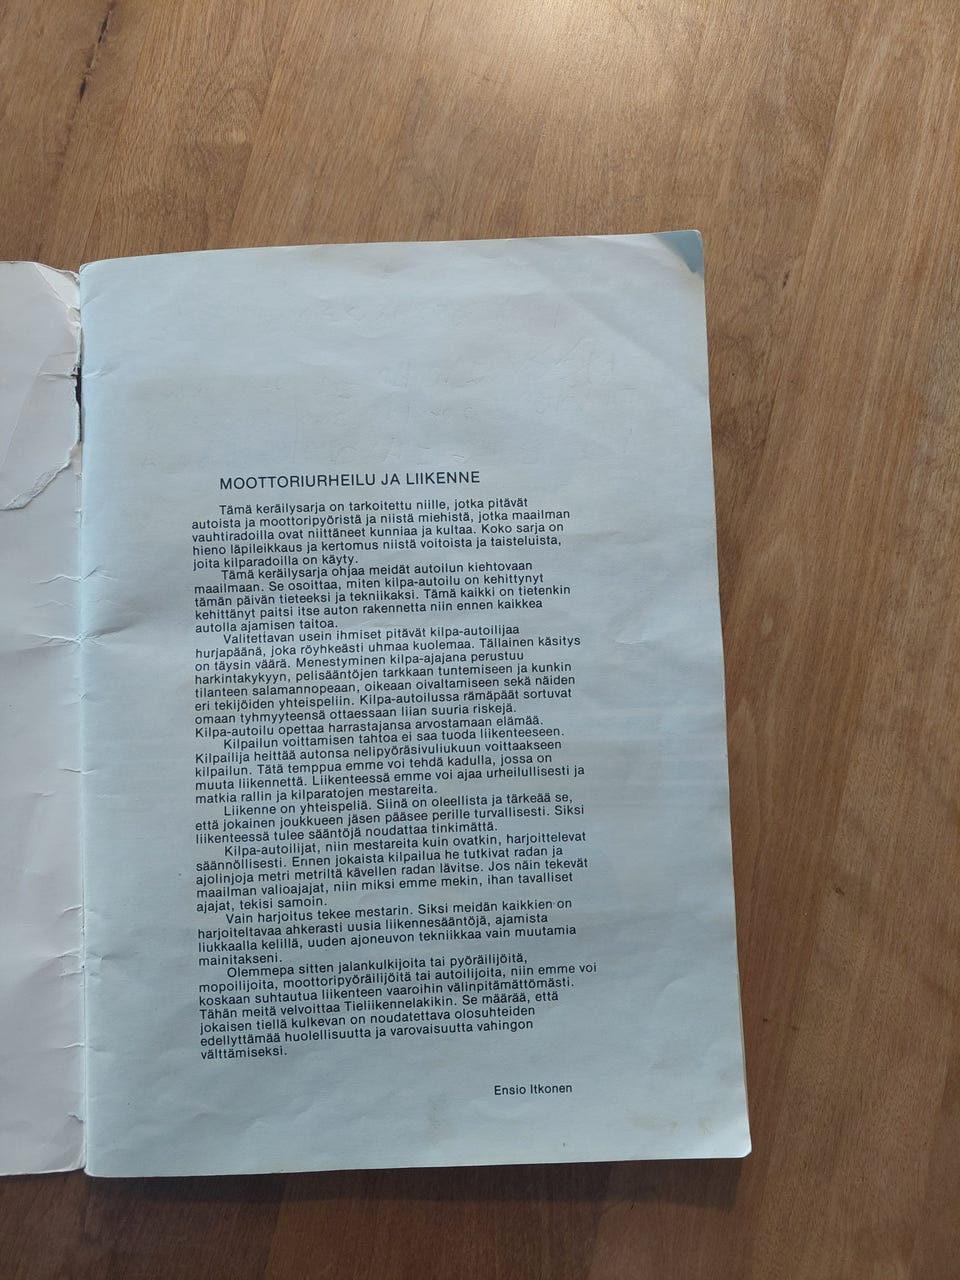 MOOTTORIURHEILU JA LIIKENNE
Tämä keräilysarja on tarkoitettu niille, jotka pitävät
autoista ja moottoripyöristä ja niistä miehistä, jotka maailman
vauhtiradoilla ovat niittäneet kunniaa ja kultaa. Koko sarja on
hieno läpileikkaus ja kertomus niistä voitoista ja taisteluista,
joita kilparadoilla on käyty.
Tämä keräilysarja ohjaa meidät autoilun kiehtovaan
maailmaan. Se osoittaa, miten kilpa-autoilu on kehittynyt
tämän päivän tieteeksi ja tekniikaksi. Tämä kaikki on tietenkin
kehittänyt paitsi itse auton rakennetta niin ennen kaikkea
autolla ajamisen taitoa.
Valitettavan usein ihmiset pitävät kilpa-autoilijaa
hurjapäänä, joka röyhkeästi uhmaa kuolemaa. Tällainen käsitys
on täysin väärä. Menestyminen kilpa-ajajana perustuu
harkintakykyyn, pelisääntöjen tarkkaan tuntemiseen ja kunkin
tilanteen salamannopeaan, oikeaan oivaltamiseen sekä näiden
eri tekijöiden yhteispeliin. Kilpa-autoilussa rämäpäät sortuvat
omaan tyhmyyteensä ottaessaan liian suuria riskejä.
Kilpa-autoilu opettaa harrastajansa arvostamaan elämää.
Kilpailun voittamisen tahtoa ei saa tuoda liikenteeseen.
Kilpailija heittää autonsa nelipyöräsivuliukuun voittaakseen
kilpailun. Tätä temppua emme voi tehdä kadulla, jossa on
muuta liikennettä. Liikenteessä emme voi ajaa urheilullisesti ja
matkia rallin ja kilparatojen mestareita.
Liikenne on yhteispeliä. Siinä on oleellista ja tärkeää se,
että jokainen joukkueen jäsen pääsee perille turvallisesti. Siksi
liikenteessä tulee sääntöjä noudattaa tinkimättä.
Kilpa-autoilijat, niin mestareita kuin ovatkin, harjoittelevat
säännöllisesti. Ennen jokaista kilpailua he tutkivat radan ja
ajolinjoja metri metriltä kävellen radan lävitse. Jos näin tekevät
maailman valioajajat, niin miksi emme mekin, ihan tavalliset
ajajat, tekisi samoin.
Vain harjoitus tekee mestarin. Siksi meidän kaikkien on
harjoiteltavaa ahkerasti uusia liikennesääntöjä, ajamista
liukkaalla kelillä, uuden ajoneuvon tekniikkaa vain muutamia
mainitakseni.
Olemmepa sitten jalankulkijoita tai pyöräilijöitä,
mopoilijoita, moottoripyöräilijöitä tai autoilijoita, niin emme voi
koskaan suhtautua liikenteen vaaroihin välinpitämättömästi.
Tähän meitä velvoittaa Tieliikennelakikin. Se määrää, että
jokaisen tiellä kulkevan on noudatettava olosuhteiden
edellyttämää huolellisuutta ja varovaisuutta vahingon
välttämiseksi.
Ensio Itkonen